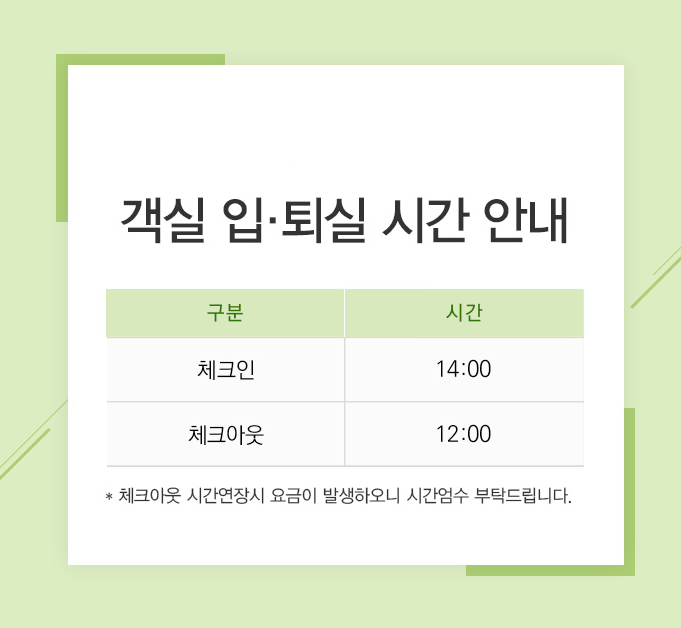 객실 입·퇴실 시간 안내
구분 시간
체크인 14:00
체크아웃 12:00
* 체크아웃 시간연장시 요금이 발생하오니 시간엄수 부탁드립니다.